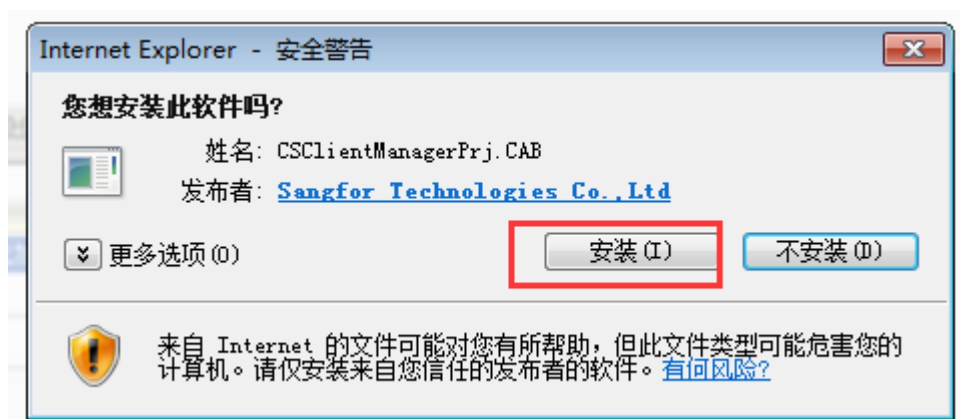 Internet Explorer - 安全警告
您想安装此软件吗?
姓名: CSClientManagerPrj.CAB
发布者: Sangfor Technologies Co.,Ltd
更多选项(O) 安装(I) 不安装(D)
来自 Internet 的文件可能对您有所帮助，但此文件类型可能危害您的
计算机。请仅安装来自您信任的发布者的软件。有何风险?